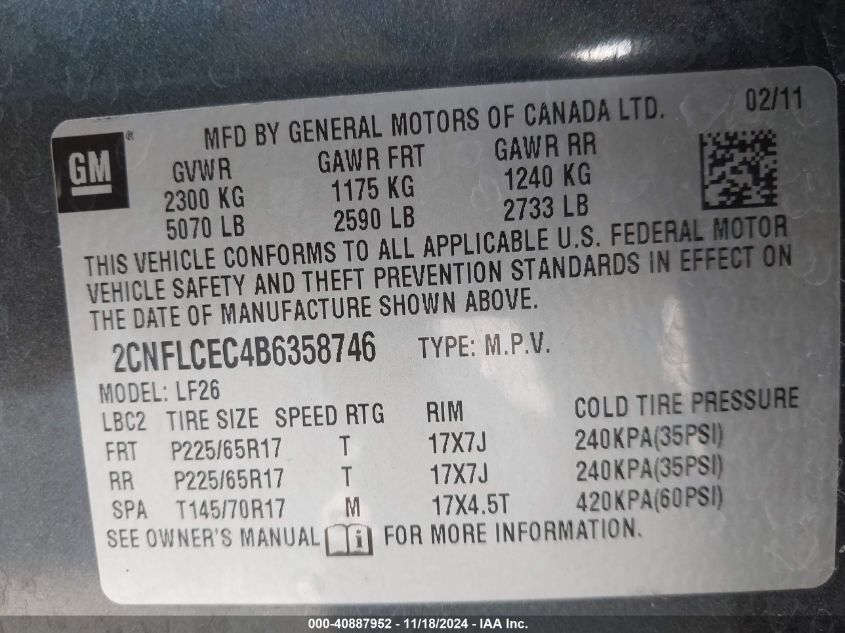 02/11
GM ®
MFD BY GENERAL MOTORS OF CANADA LTD.
GVWR GAWR FRT GAWR RR
2300 KG 1175 KG 1240 KG
5070 LB 2590 LB 2733 LB
THIS VEHICLE CONFORMS TO ALL APPLICABLE U.S. FEDERAL MOTOR
VEHICLE SAFETY AND THEFT PREVENTION STANDARDS IN EFFECT ON
THE DATE OF MANUFACTURE SHOWN ABOVE.
2CNFLCEC4B6358746 TYPE: M.P.V.
MODEL: LF26
LBC2 TIRE SIZE SPEED RTG RIM COLD TIRE PRESSURE
FRT P225/65R17 T 17X7J 240KPA(35PSI)
RR P225/65R17 T 17X7J 240KPA(35PSI)
SPA T145/70R17 M 17X4.5T 420KPA(60PSI)
SEE OWNER'S MANUAL i FOR MORE INFORMATION.
000-40887952 - 11/18/2024 - IAA Inc.